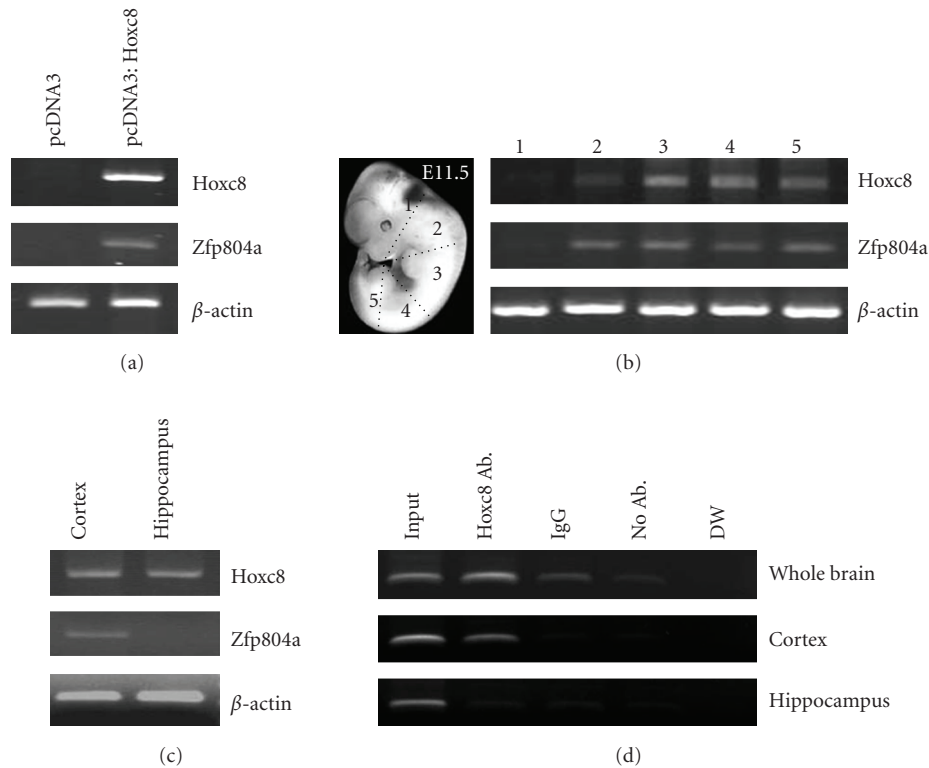 pcDNA3
pcDNA3: Hoxc8
Hoxc8
Zfp804a
β-actin
(a)
E11.5
1
2
3
4
5
1 2 3 4 5
Hoxc8
Zfp804a
β-actin
(b)
Cortex
Hippocampus
Hoxc8
Zfp804a
β-actin
(c)
Input
Hoxc8 Ab.
IgG
No Ab.
DW
Whole brain
Cortex
Hippocampus
(d)